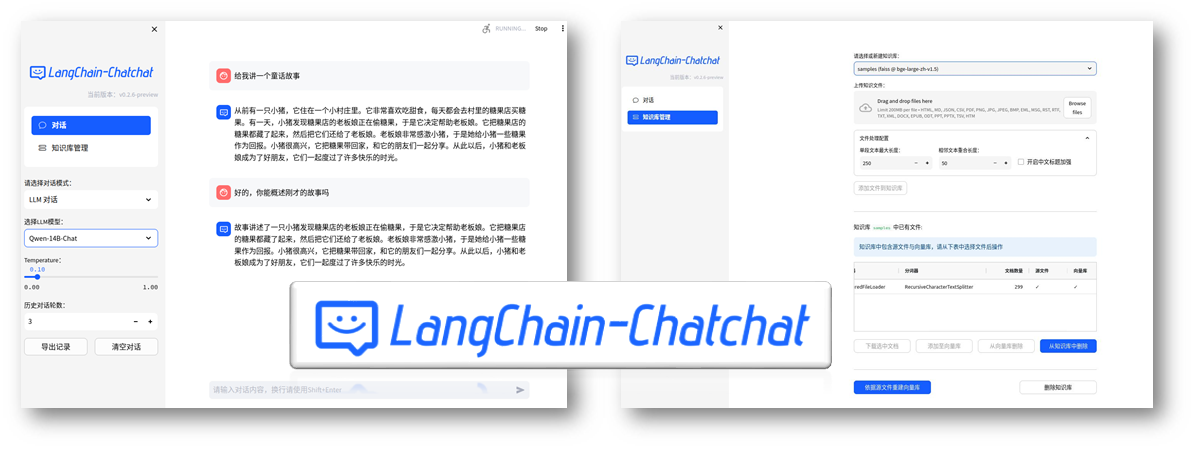 RUNNING...
Stop
LangChain-Chatchat
当前版本：v0.2.6-preview
对话
知识库管理
请选择对话模式：
LLM 对话
选择LLM模型：
Qwen-14B-Chat
Temperature：
0.10
0.00 1.00
历史对话轮数：
3
导出记录 清空对话
给我讲一个童话故事
从前有一只小猪，它住在一个小村庄里。它非常喜欢吃甜食，每天都会去村里的糖果店买糖
果。有一天，小猪发现糖果店的老板娘正在偷糖果，于是它决定帮助老板娘。它把糖果店的
糖果都藏了起来，然后把它们还给了老板娘。老板娘非常感激小猪，于是她给小猪一些糖果
作为回报。小猪很高兴，它把糖果带回家，和它的朋友们一起分享。从此以后，小猪和老板
娘成为了好朋友，它们一起度过了许多快乐的时光。
好的，你能概述刚才的故事吗
故事讲述了一只小猪发现糖果店的老板娘正在偷糖果，于是它决定帮助老板娘。它把糖果店
的糖果都藏了起来，然后把它们还给了老板娘。老板娘非常感激小猪，于是她给小猪一些糖
果作为回报。小猪很高兴，它把糖果带回家，和它的朋友们一起分享。从此以后，小猪和老
板娘成为了好朋友，它们一起度过了许多快乐的时光。
请输入对话内容，换行请使用Shift+Enter...
LangChain-Chatchat
LangChain-Chatchat
当前版本：v0.2.6-preview
对话
知识库管理
请选择或新建知识库：
samples (faiss @ bge-large-zh-v1.5)
上传知识文件：
Drag and drop files here
Limit 200MB per file • HTML, MD, JSON, CSV, PDF, PNG, JPG, JPEG, BMP, EML, MSG, RST, RTF,
TXT, XML, DOCX, EPUB, ODT, PPT, PPTX, TSV, HTM
Browse
files
文件处理配置
单段文本最大长度： 相邻文本重合长度：
250 50 开启中文标题加强
添加文件到知识库
知识库 samples 中已有文件:
知识库中包含源文件与向量库，请从下表中选择文件后操作
分词器 文档数量 源文件 向量库
redFileLoader RecursiveCharacterTextSplitter 299 ✓ ✓
下载选中文档 添加至向量库 从向量库删除 从知识库中删除
依据源文件重建向量库 删除知识库